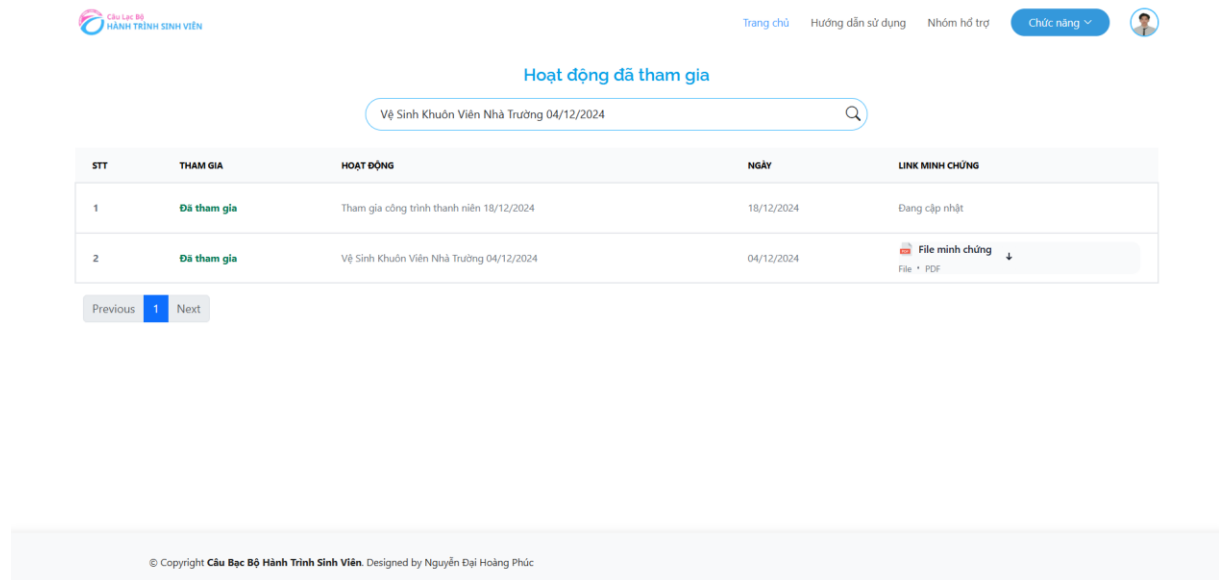 Câu Lạc Bộ
HÀNH TRÌNH SINH VIÊN
Trang chủ Hướng dẫn sử dụng Nhóm hỗ trợ Chức năng
Hoạt động đã tham gia
Vệ Sinh Khuôn Viên Nhà Trường 04/12/2024
STT THAM GIA HOẠT ĐỘNG NGÀY LINK MINH CHỨNG
1 Đã tham gia Tham gia công trình thanh niên 18/12/2024 18/12/2024 Đang cập nhật
2 Đã tham gia Vệ Sinh Khuôn Viên Nhà Trường 04/12/2024 04/12/2024 File minh chứng
File • PDF
Previous 1 Next
© Copyright Câu Bạc Bộ Hành Trình Sinh Viên. Designed by Nguyễn Đại Hoàng Phúc